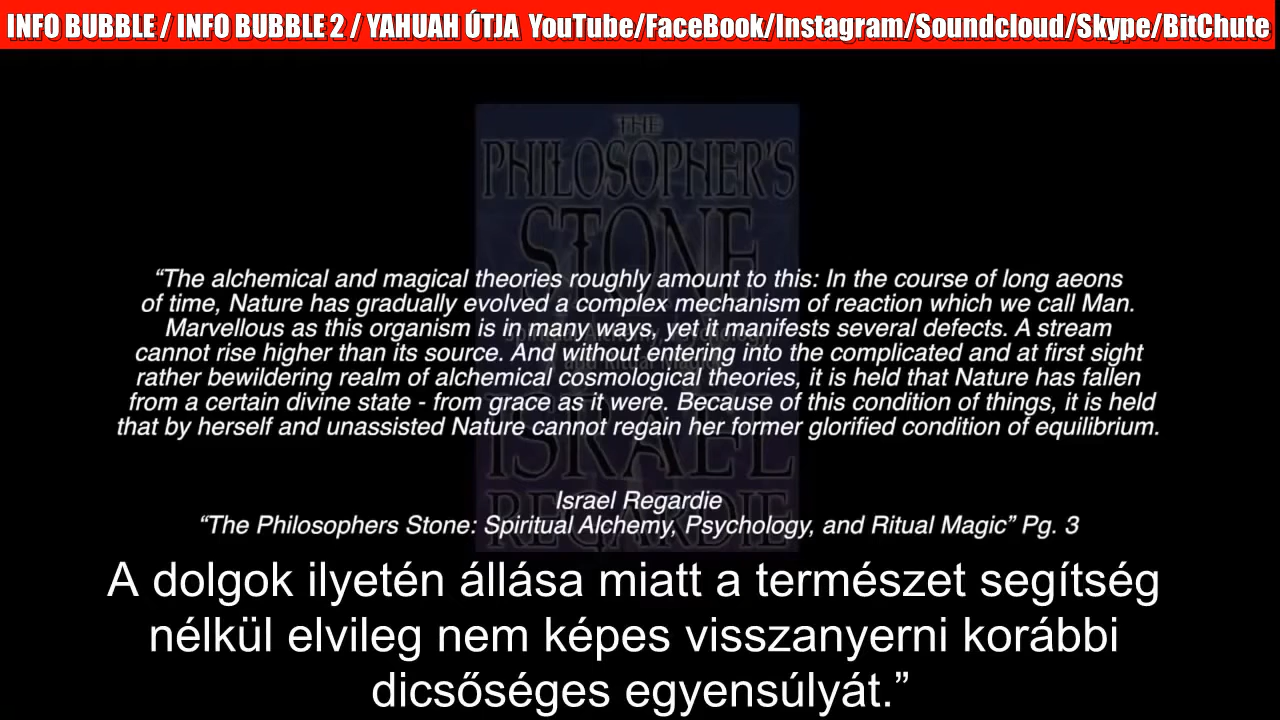 INFO BUBBLE / INFO BUBBLE 2 / YAHUAH ÚTJA YouTube/FaceBook/Instagram/Soundcloud/Skype/BitChute
THE
PHILOSOPHER'S
STONE
“The alchemical and magical theories roughly amount to this: In the course of long aeons
of time, Nature has gradually evolved a complex mechanism of reaction which we call Man.
Marvellous as this organism is in many ways, yet it manifests several defects. A stream
cannot rise higher than its source. And without entering into the complicated and at first sight
rather bewildering realm of alchemical cosmological theories, it is held that Nature has fallen
from a certain divine state - from grace as it were. Because of this condition of things, it is held
that by herself and unassisted Nature cannot regain her former glorified condition of equilibrium.
ISRAEL
REGARDIE
Israel Regardie
“The Philosophers Stone: Spiritual Alchemy, Psychology, and Ritual Magic” Pg. 3
A dolgok ilyetén állása miatt a természet segítség
nélkül elvileg nem képes visszanyerni korábbi
dicsőséges egyensúlyát.”